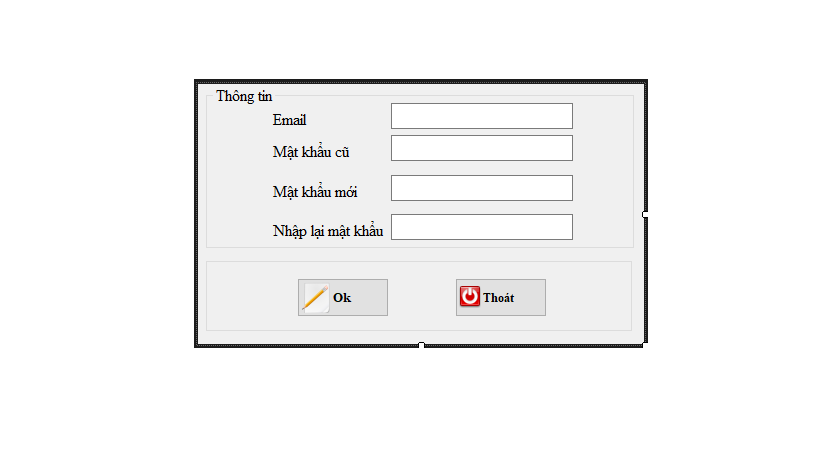 Thông tin
Email
Mật khẩu cũ
Mật khẩu mới
Nhập lại mật khẩu
Ok
Thoát